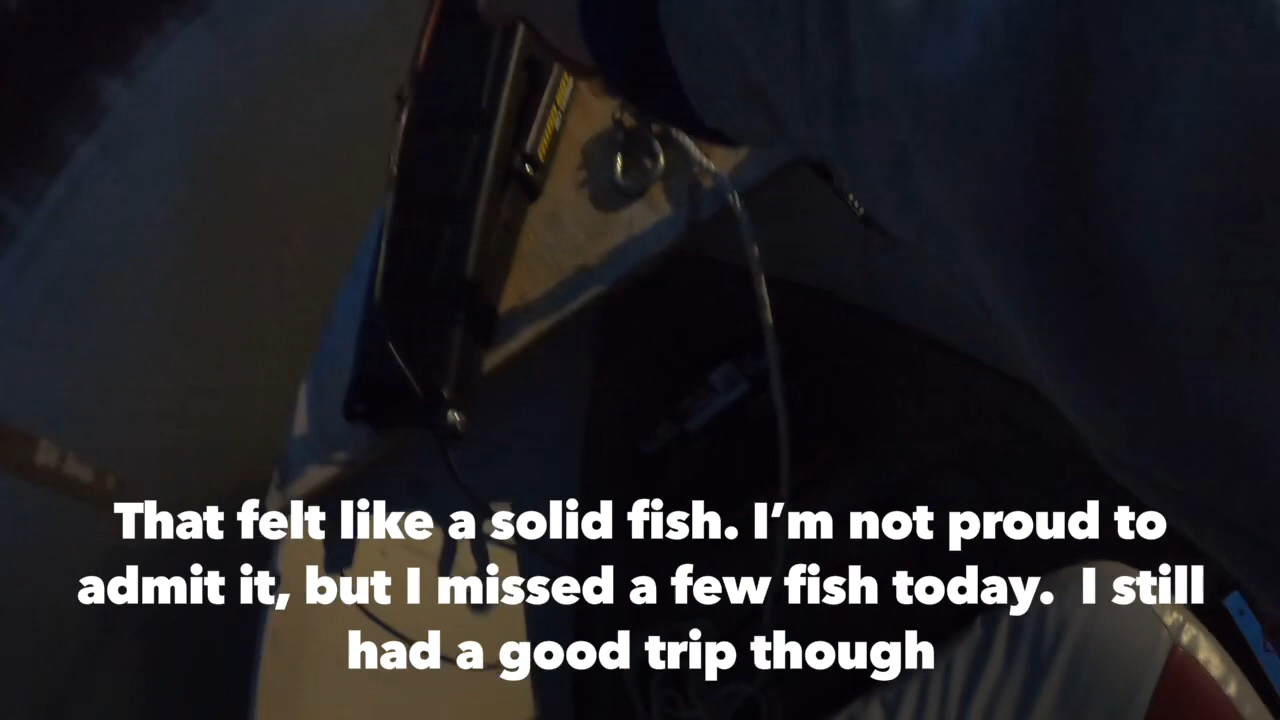 That felt like a solid fish. I’m not proud to
admit it, but I missed a few fish today.  I still
had a good trip though